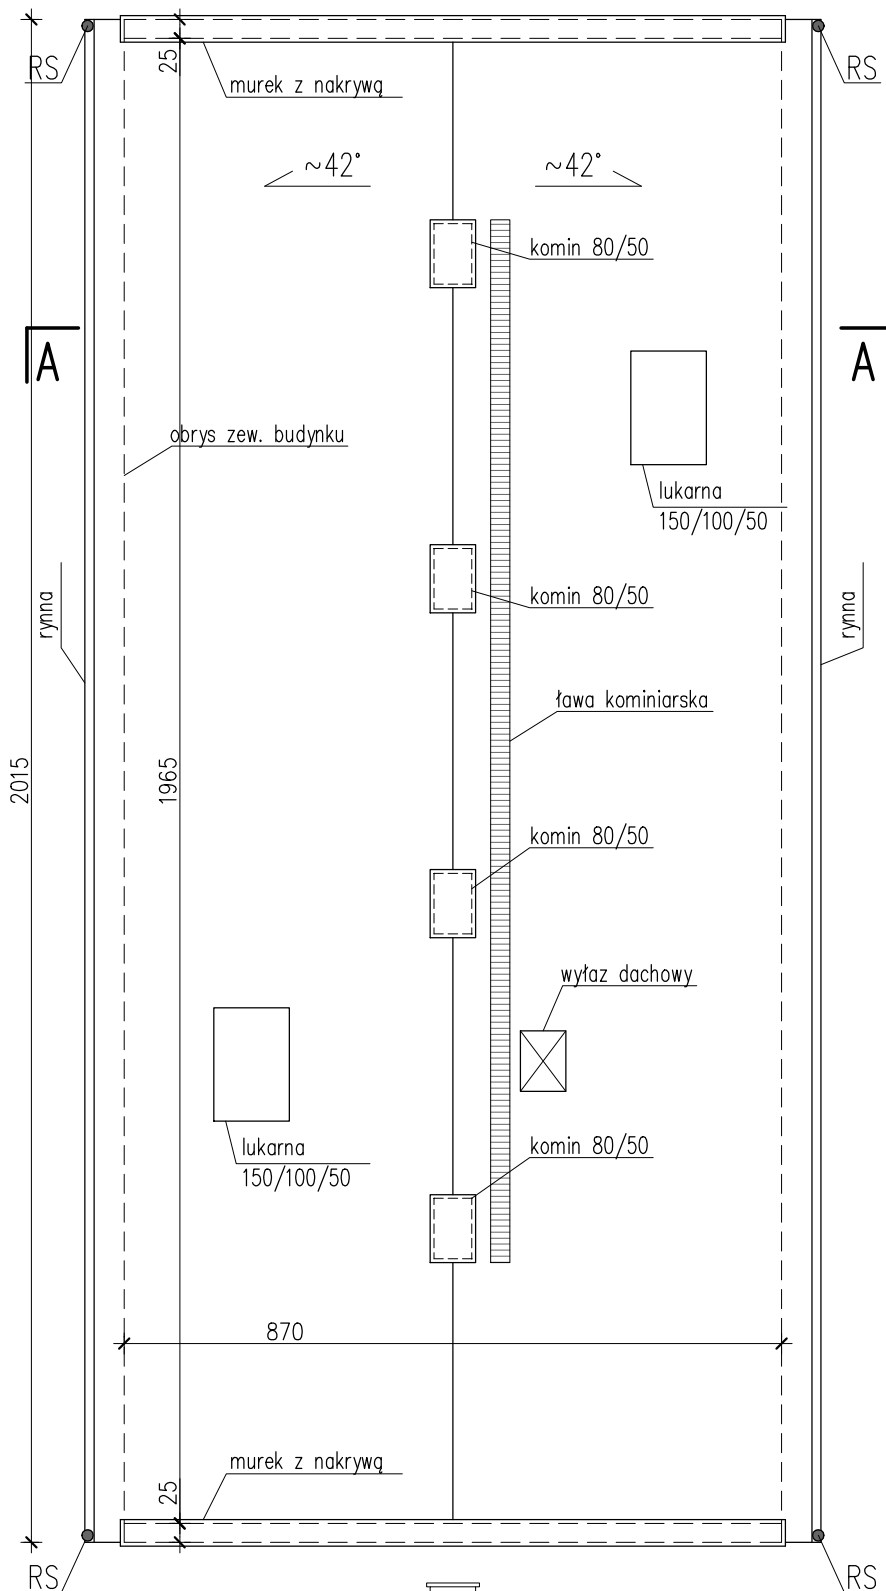 RS
25
RS
murek z nakrywą
~42°
~42°
komin 80/50
A
A
obrys zew. budynku
lukarna
150/100/50
rynna
komin 80/50
rynna
ława kominiarska
2015
1965
komin 80/50
wyłaz dachowy
lukarna
150/100/50
komin 80/50
870
murek z nakrywą
25
RS
RS